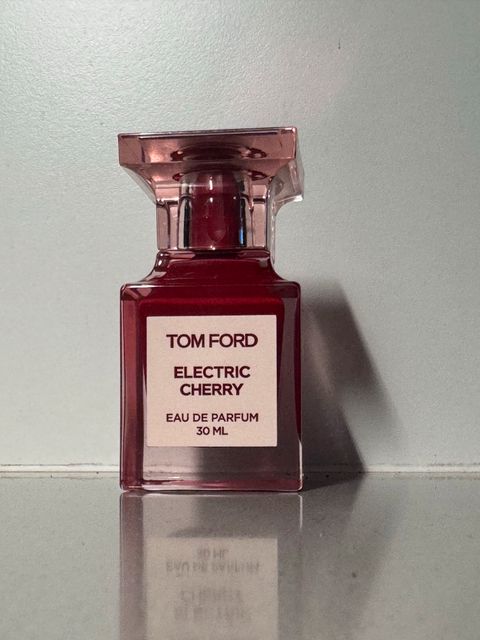 TOM FORD
ELECTRIC
CHERRY
EAU DE PARFUM
30 ML